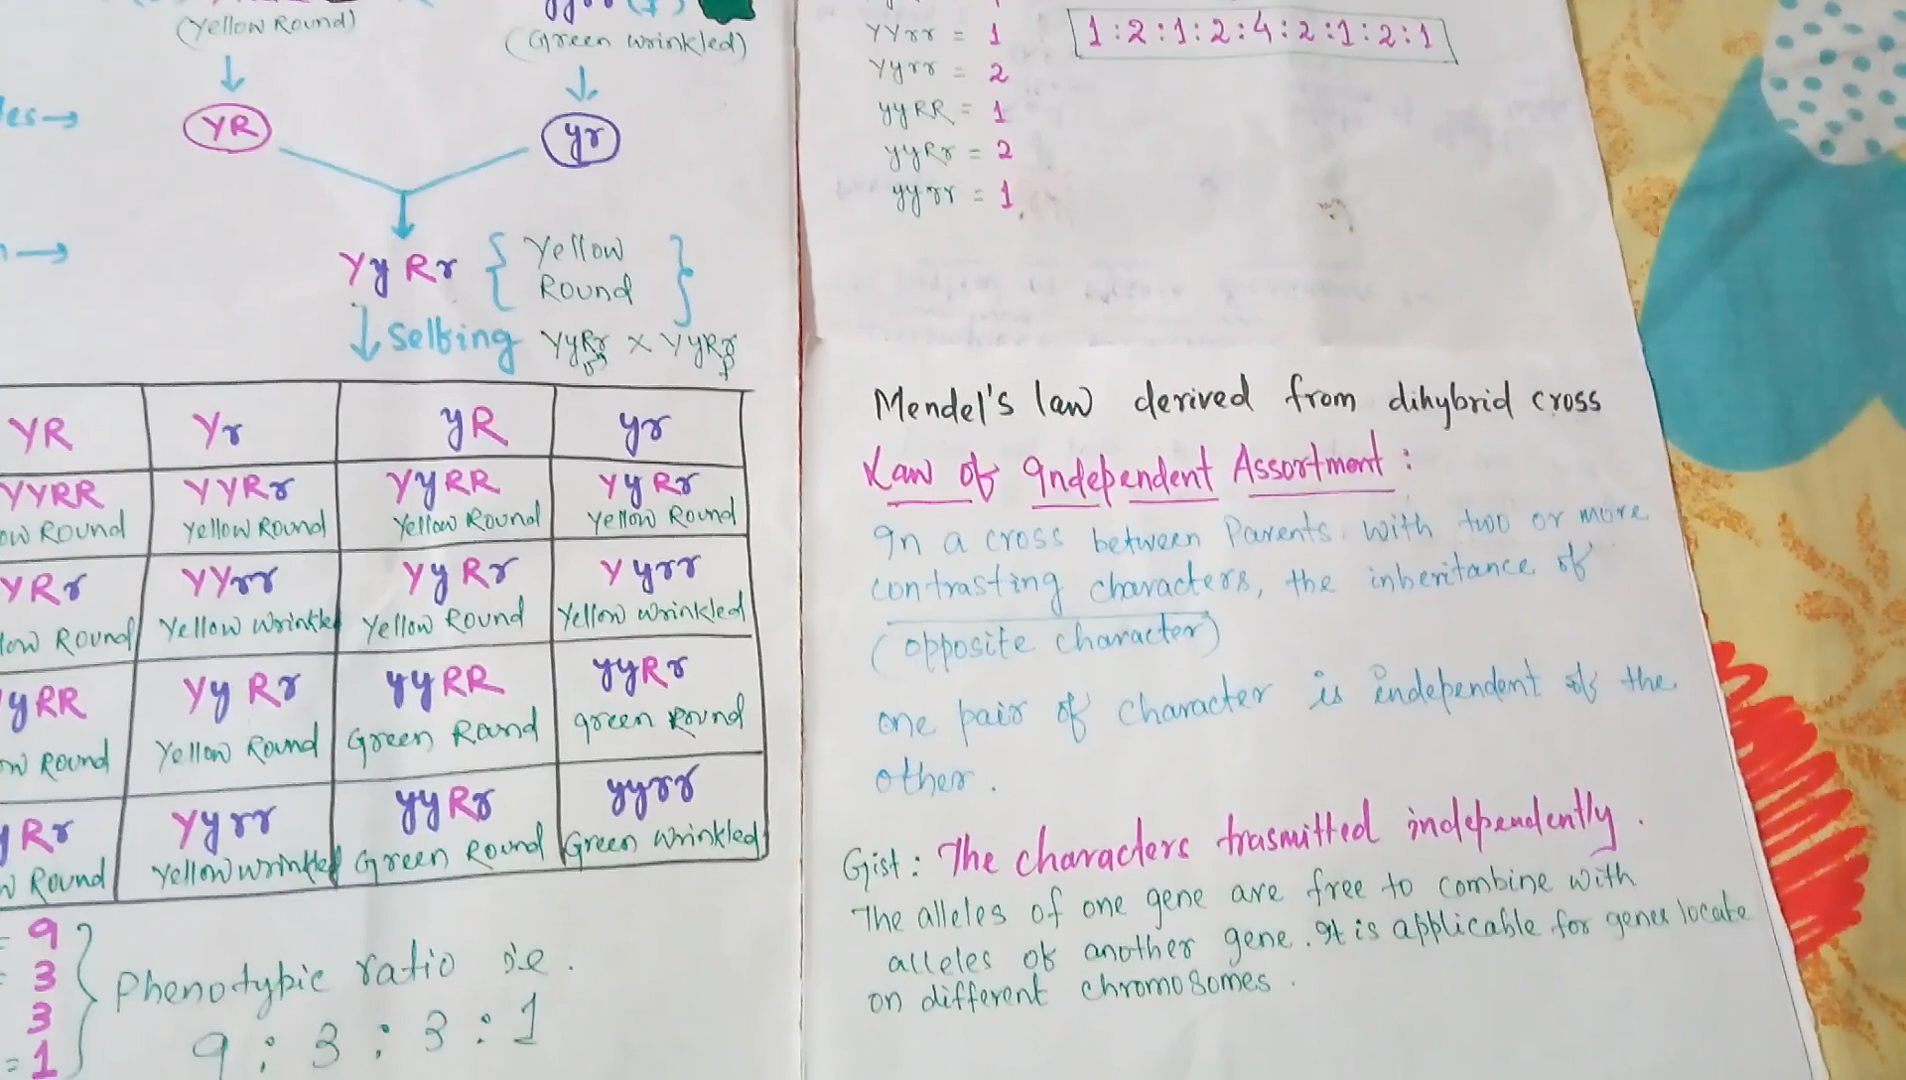 (Yellow Round)
(Green wrinkled)
YR
yr
YyRr { Yellow Round }
Selfing YyRr × YyRr
YR Yr yR yr
YYRR YYRr YyRR YyRr
ow Round Yellow Round Yellow Round Yellow Round
YRr YYrr YyRr Yyrr
low Round Yellow Wrinkled Yellow Round Yellow Wrinkled
yRR YyRr yyRR yyRr
ow Round Yellow Round Green Round green Round
yRr Yyrr yyRr yyrr
w Round Yellow wrinkled Green Round Green Wrinkled
= 9
= 3
3
= 1
Phenotypic ratio i.e.
9 : 3 : 3 : 1
YYrr = 1
1:2:1:2:4:2:1:2:1
Yyrr = 2
yyRR = 1
yyRr = 2
yyrr = 1
Mendel's law derived from dihybrid cross
Law of Independent Assortment :
In a cross between Parents with two or more
contrasting characters, the inheritance of
(opposite character)
one pair of character is independent of the
other.
Gist : The characters trasmitted independently.
The alleles of one gene are free to combine with
alleles of another gene. It is applicable for genes locate
on different chromosomes.